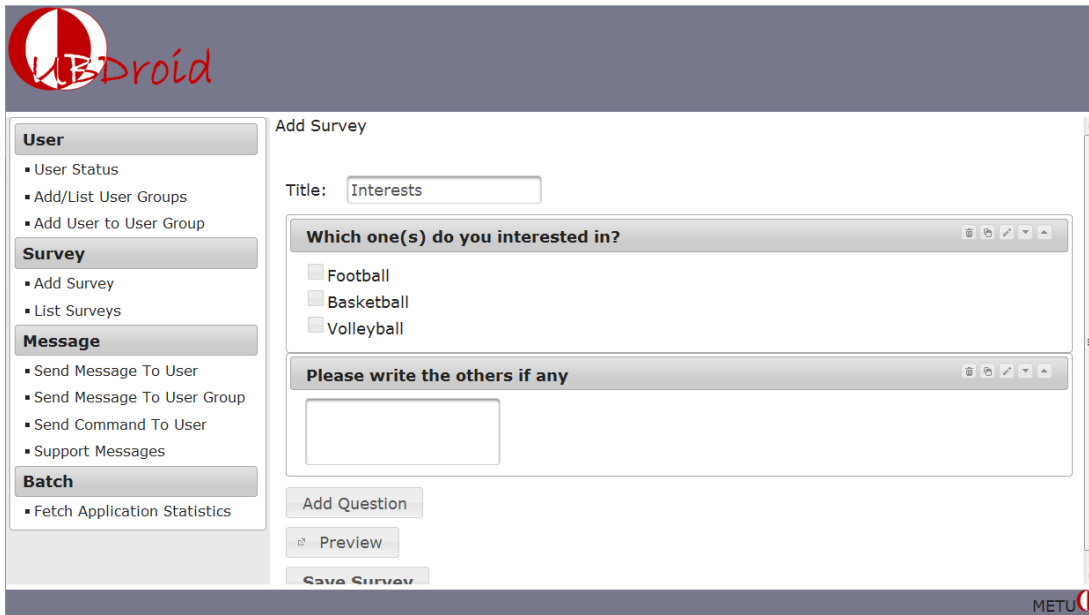 UBDroid
User
User Status
Add/List User Groups
Add User to User Group
Survey
Add Survey
List Surveys
Message
Send Message To User
Send Message To User Group
Send Command To User
Support Messages
Batch
Fetch Application Statistics
Add Survey
Title: Interests
Which one(s) do you interested in?
Football
Basketball
Volleyball
Please write the others if any
Add Question
Preview
Save Survey
METU